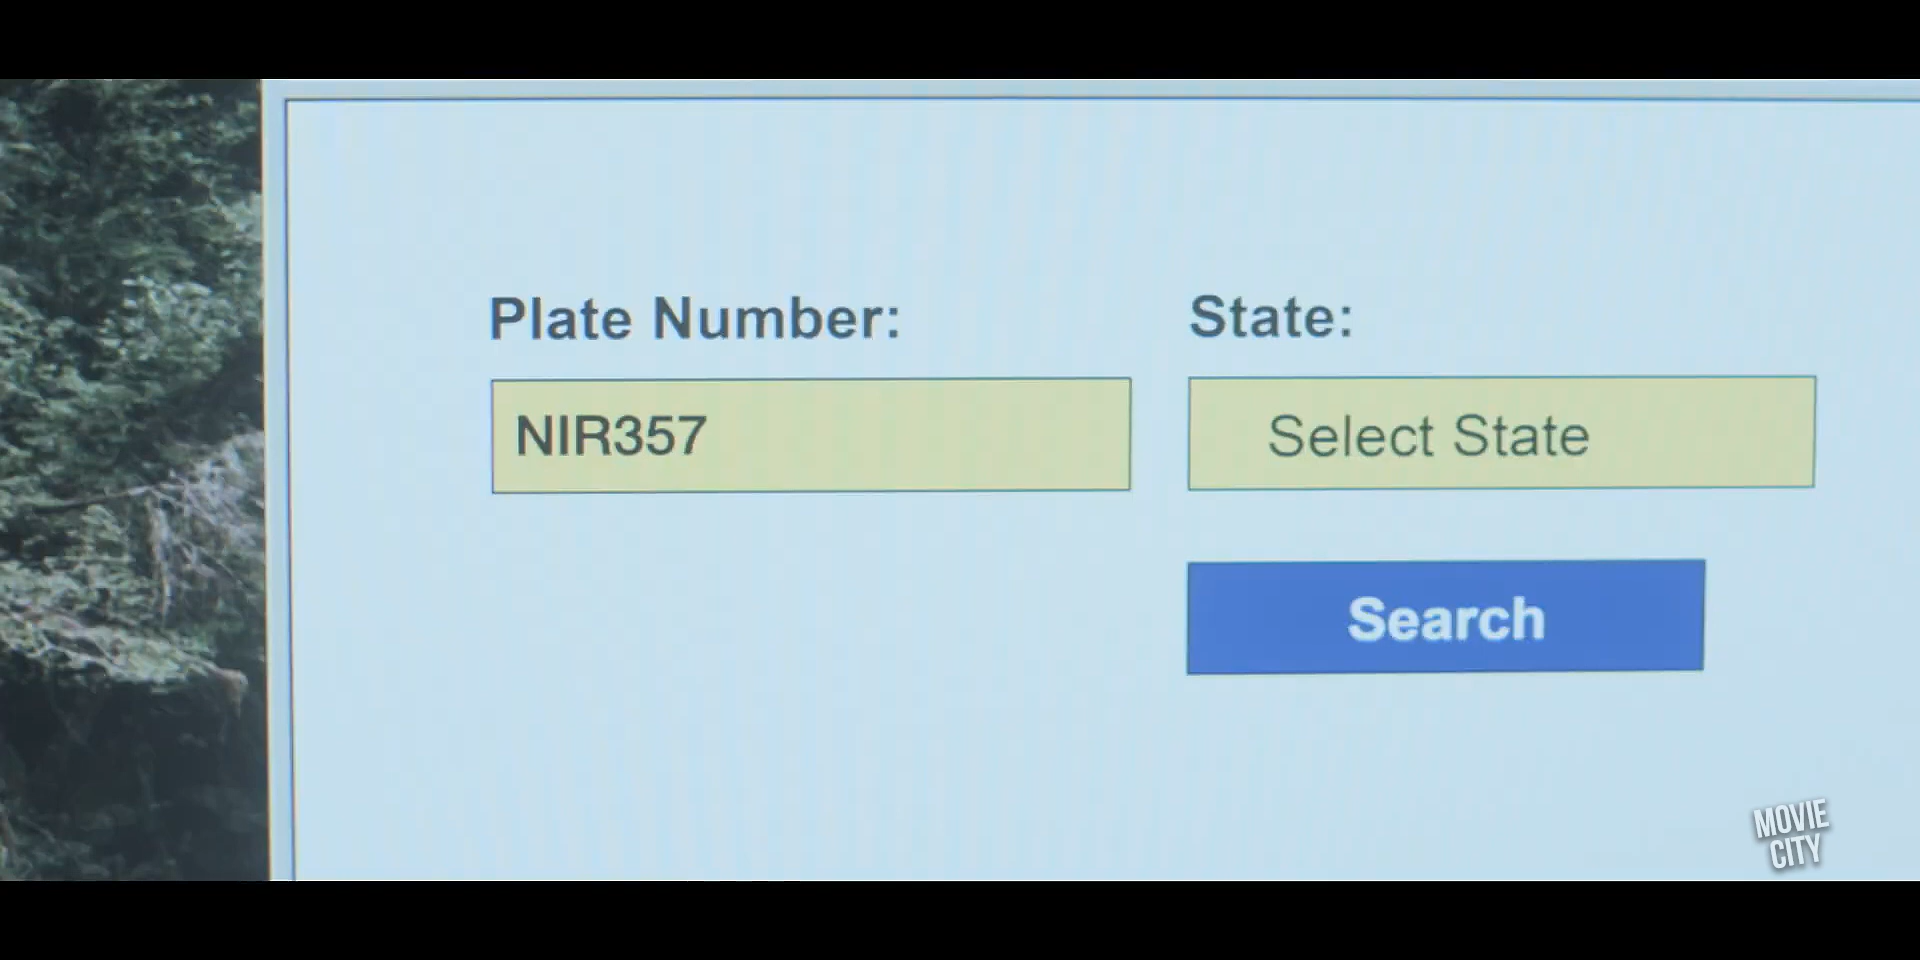 Plate Number:
State:
NIR357
Select State
Search
MOVIE
CITY